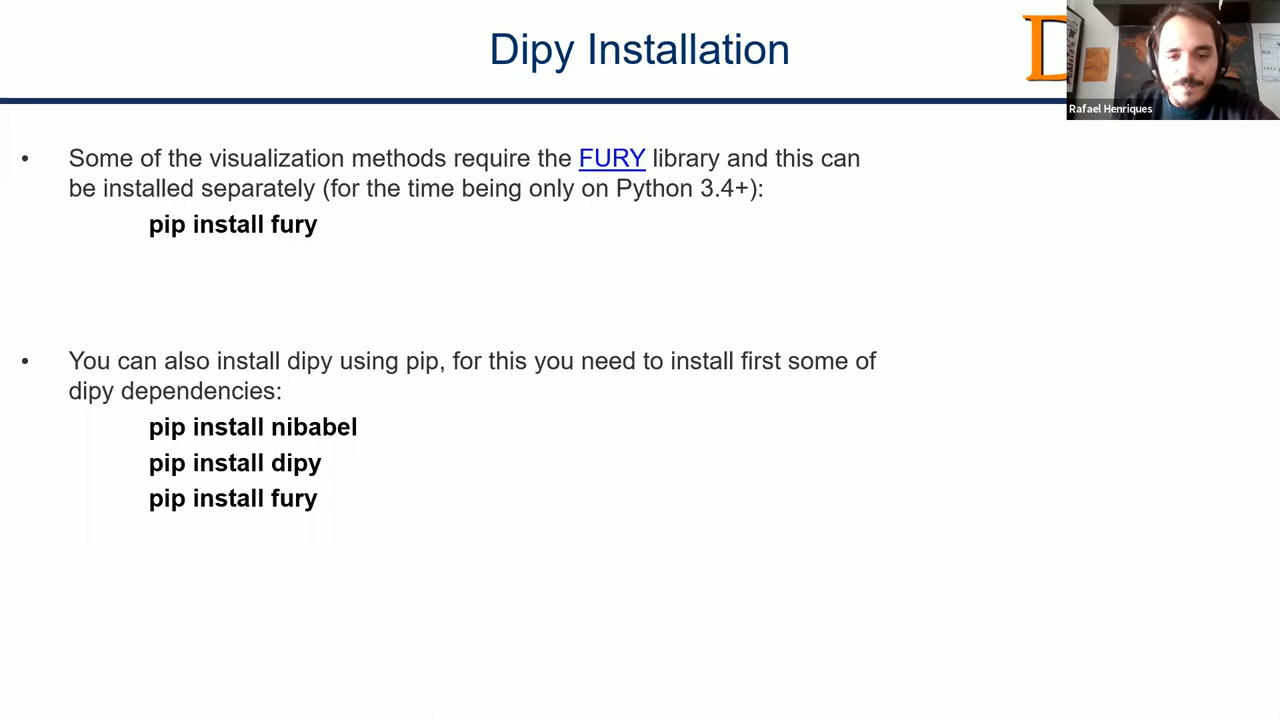 Dipy Installation
D
Rafael Henriques
• Some of the visualization methods require the FURY library and this can
be installed separately (for the time being only on Python 3.4+):
pip install fury
• You can also install dipy using pip, for this you need to install first some of
dipy dependencies:
pip install nibabel
pip install dipy
pip install fury